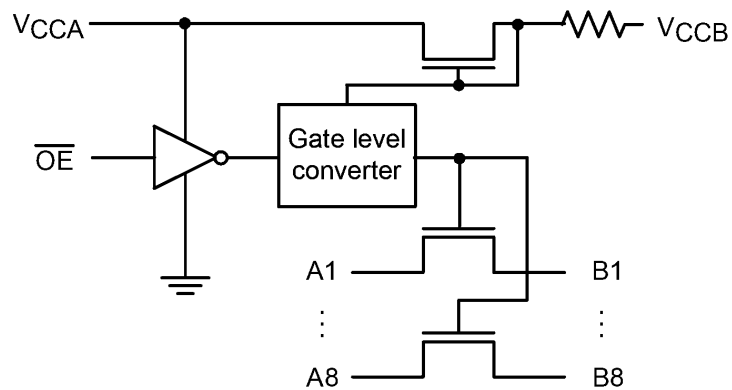 VCCA
VCCB
OE
Gate level
converter
A1
B1
⋮
⋮
A8
B8